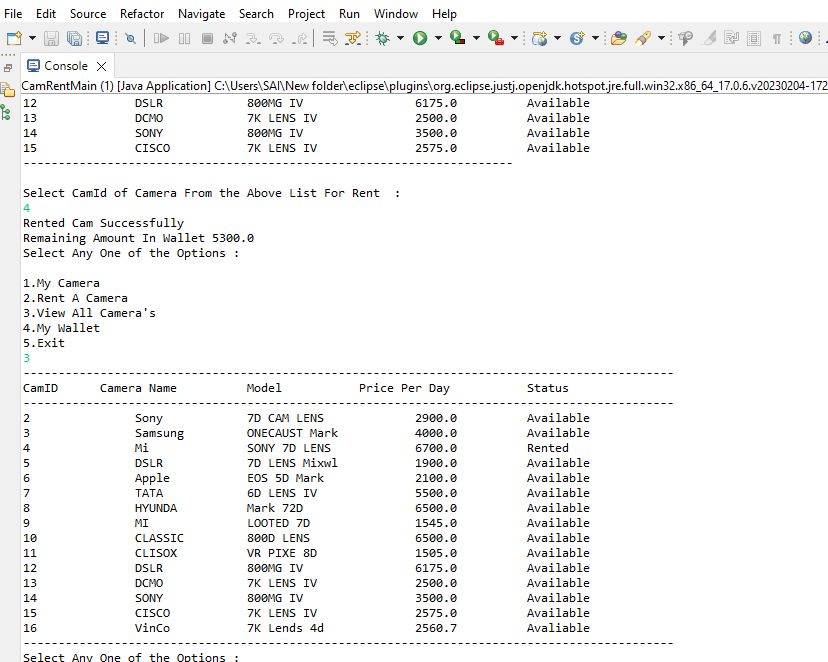 File Edit Source Refactor Navigate Search Project Run Window Help
Console
CamRentMain (1) [Java Application] C:\Users\SAI\New folder\eclipse\plugins\org.eclipse.justj.openjdk.hotspot.jre.full.win32.x86_64_17.0.6.v20230204-172
12 DSLR 800MG IV 6175.0 Available
13 DCMO 7K LENS IV 2500.0 Available
14 SONY 800MG IV 3500.0 Available
15 CISCO 7K LENS IV 2575.0 Available
----------------------------------------------------------------------
Select CamId of Camera From the Above List For Rent :
4
Rented Cam Successfully
Remaining Amount In Wallet 5300.0
Select Any One of the Options :
1.My Camera
2.Rent A Camera
3.View All Camera's
4.My Wallet
5.Exit
3
---------------------------------------------------------------------------------------------
CamID Camera Name Model Price Per Day Status
---------------------------------------------------------------------------------------------
2 Sony 7D CAM LENS 2900.0 Available
3 Samsung ONECAUST Mark 4000.0 Available
4 Mi SONY 7D LENS 6700.0 Rented
5 DSLR 7D LENS Mixwl 1900.0 Available
6 Apple EOS 5D Mark 2100.0 Available
7 TATA 6D LENS IV 5500.0 Available
8 HYUNDA Mark 72D 6500.0 Available
9 MI LOOTED 7D 1545.0 Available
10 CLASSIC 800D LENS 6500.0 Available
11 CLISOX VR PIXE 8D 1505.0 Available
12 DSLR 800MG IV 6175.0 Available
13 DCMO 7K LENS IV 2500.0 Available
14 SONY 800MG IV 3500.0 Available
15 CISCO 7K LENS IV 2575.0 Available
16 VinCo 7K Lends 4d 2560.7 Avaliable
---------------------------------------------------------------------------------------------
Select Any One of the Options :